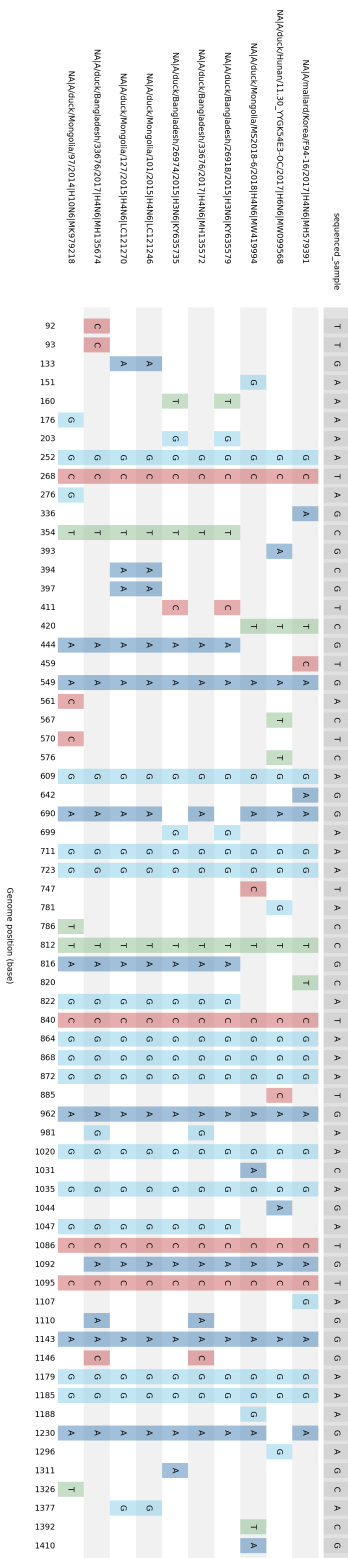 sequenced_sample T T G A A A A A T A G C G C G T C G T G A C T C A G G A A A T A C C G C A T A A A T G A A C A G A T G T A G G G A A A G A G C A C G
NA|A/mallard/Korea/F94-16/2017|H4N6|MH579391 G C A T C A G A A G G T T C G G G A G G C A C G A G G A
NA|A/duck/Hunan/11.30_YYGK54E3-OC/2017|H6N6|MW099568 G C A T A T T G A G G G T C G G G C A G G A C A C A G G G
NA|A/duck/Mongolia/MS2018-6/2018|H4N6|MW419994 G G C T A G A G G C T C G G G A G A G C A C A G G G A T A
NA|A/duck/Bangladesh/26918/2015|H3N6|KY635579 T G G C T C A A G G G G T A G C G G G A G G G C A C A G G A
NA|A/duck/Bangladesh/33676/2017|H4N6|MH135572 G C T A A G A G G T A G C G G G A G G G G C A C A A C G G A
NA|A/duck/Bangladesh/26974/2015|H3N6|KY635735 T G G C T C A A G G G G T A G C G G G A G G G C A C A G G A A
NA|A/duck/Mongolia/101/2015|H4N6|LC121246 A G C T A A A A G A G G T A G C G G G A G G G C A C A G G A G
NA|A/duck/Mongolia/127/2015|H4N6|LC121270 A G C T A A A A G A G G T A G C G G G A G G G C A C A G G A G
NA|A/duck/Bangladesh/33676/2017|H4N6|MH135674 C C G C T A A G A G G T A G C G G G A G G G G C A C A A C G G A
NA|A/duck/Mongolia/97/2014|H10N6|MK979218 G G C G T A A C C G A G G T T A G C G G G A G G G C C A G G A T
92 93 133 151 160 176 203 252 268 276 336 354 393 394 397 411 420 444 459 549 561 567 570 576 609 642 690 699 711 723 747 781 786 812 816 820 822 840 864 868 872 885 962 981 1020 1031 1035 1044 1047 1086 1092 1095 1107 1110 1143 1146 1179 1185 1188 1230 1296 1311 1326 1377 1392 1410
Genome position (base)